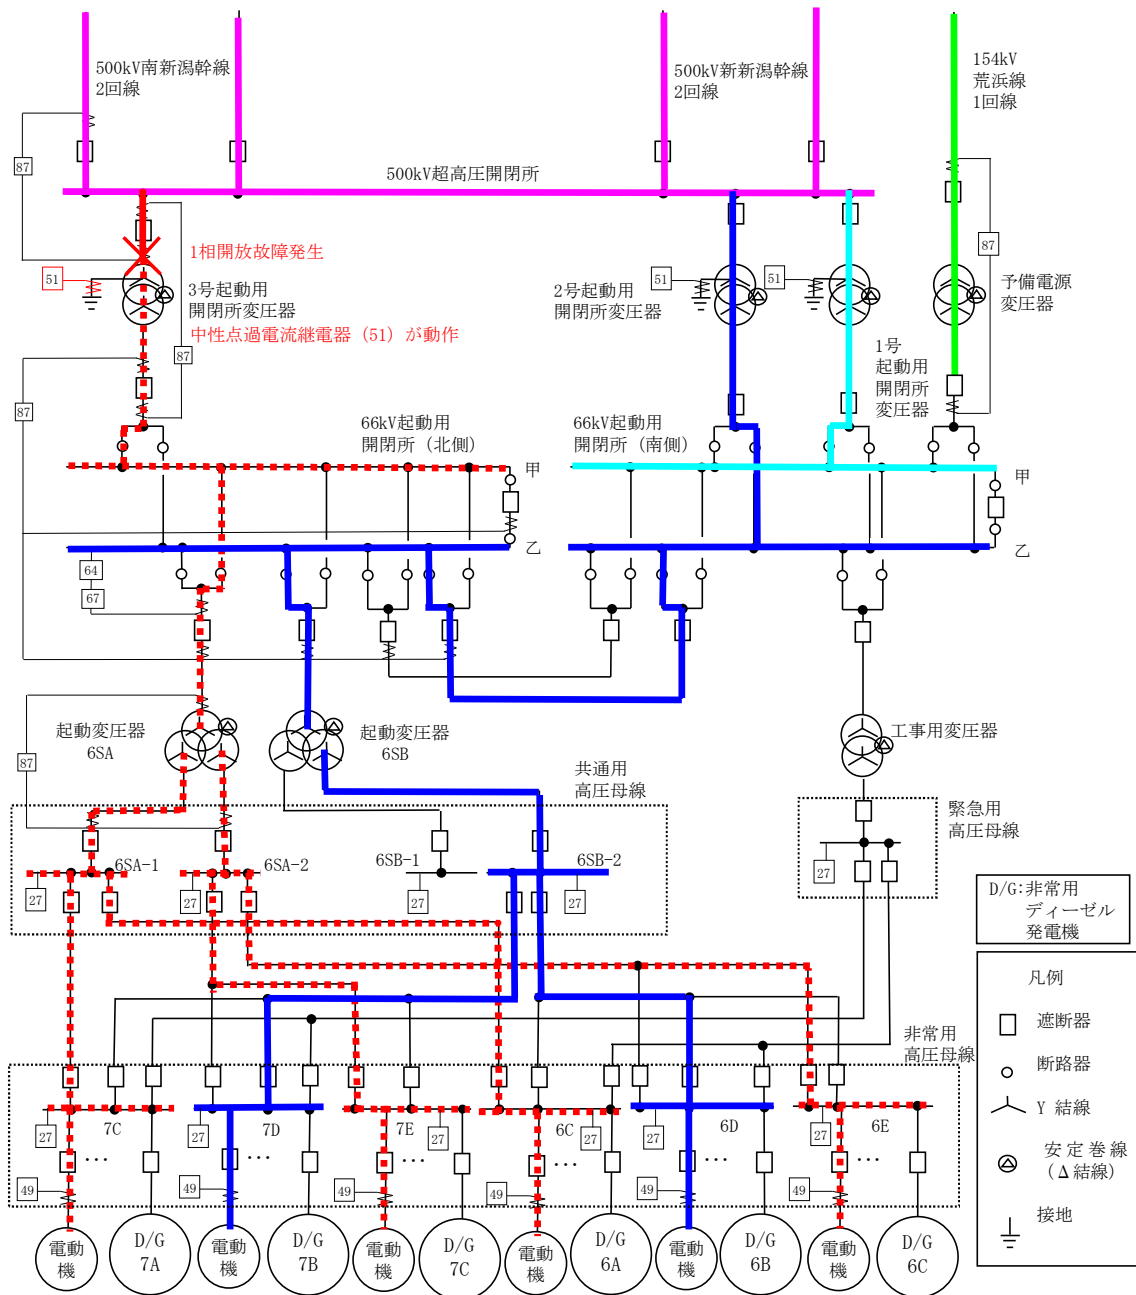 500kV南新潟幹線
2回線
500kV新新潟幹線
2回線
154kV
荒浜線
1回線
87
500kV超高圧開閉所
87
1相開放故障発生
51
3号起動用
開閉所変圧器
中性点過電流継電器（51）が動作
87
51
2号起動用
開閉所変圧器
51
予備電源
変圧器
1号
起動用
開閉所
変圧器
87
66kV起動用
開閉所（北側）
66kV起動用
開閉所（南側）
甲
甲
乙
乙
64
67
起動変圧器
6SA
起動変圧器
6SB
工事用変圧器
87
共通用
高圧母線
緊急用
高圧母線
6SA-1
6SA-2
6SB-1
6SB-2
27
27
27
27
27
D/G:非常用
ディーゼル
発電機
凡例
遮断器
断路器
Y 結線
安定巻線
(Δ結線)
接地
非常用
高圧母線
7C
7D
7E
6C
6D
6E
27
27
27
27
27
27
･･･
･･･
･･･
･･･
･･･
･･･
49
49
49
49
49
電動
機
D/G
7A
電動
機
D/G
7B
電動
機
D/G
7C
電動
機
D/G
6A
電動
機
D/G
6B
電動
機
D/G
6C